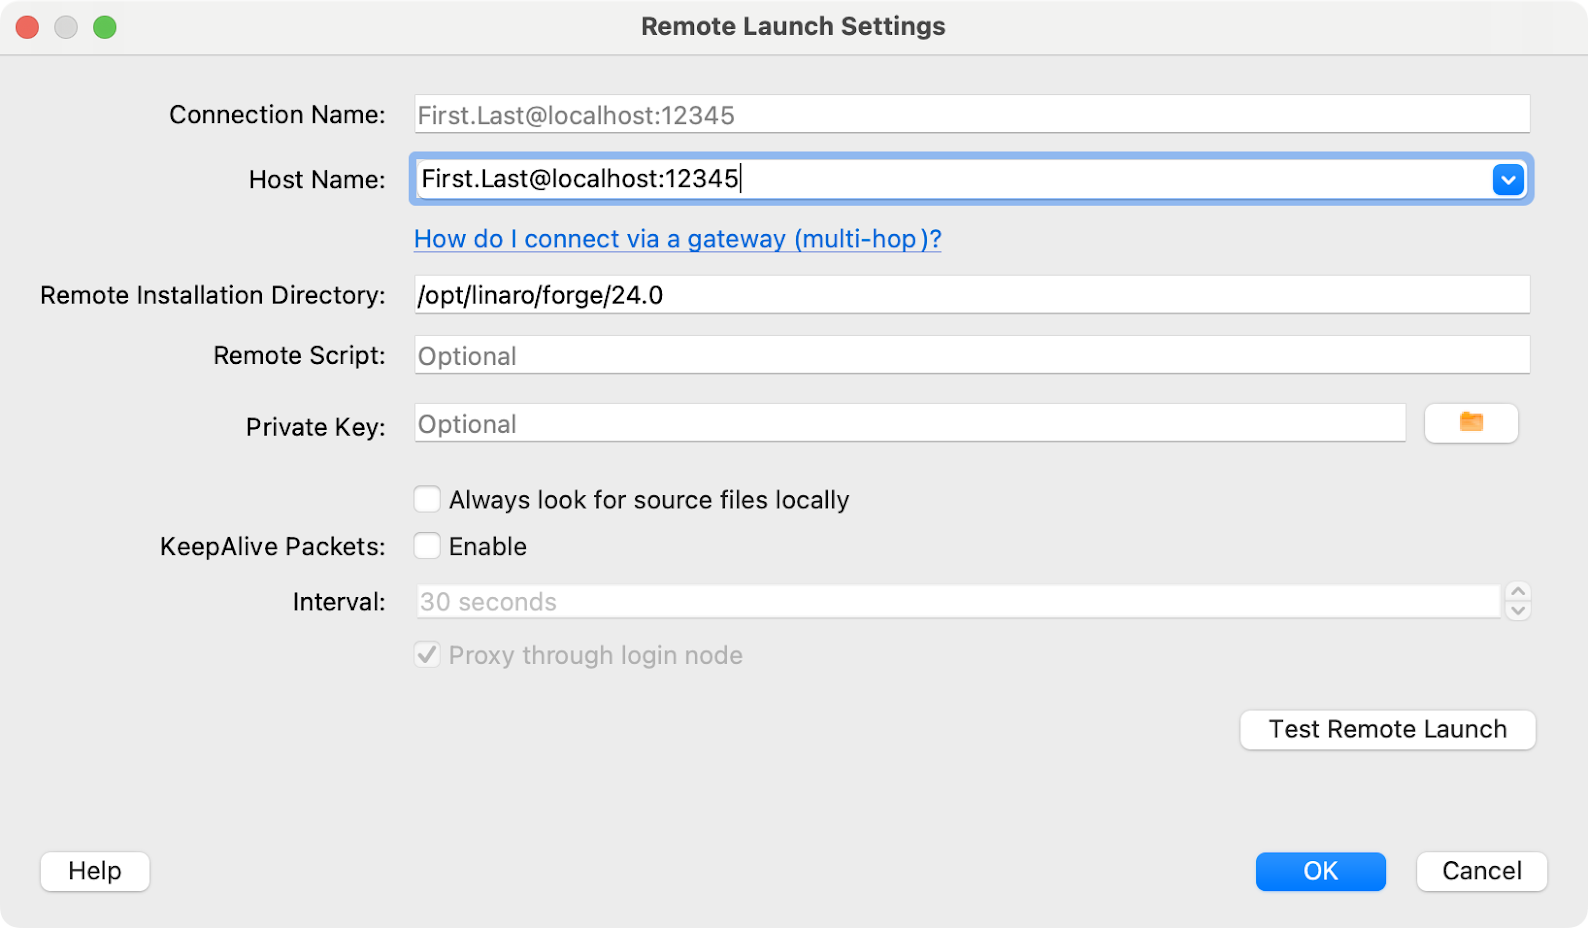 Remote Launch Settings
Connection Name: First.Last@localhost:12345
Host Name: First.Last@localhost:12345
How do I connect via a gateway (multi-hop)?
Remote Installation Directory: /opt/linaro/forge/24.0
Remote Script: Optional
Private Key: Optional
Always look for source files locally
KeepAlive Packets: Enable
Interval: 30 seconds
Proxy through login node
Test Remote Launch
Help OK Cancel